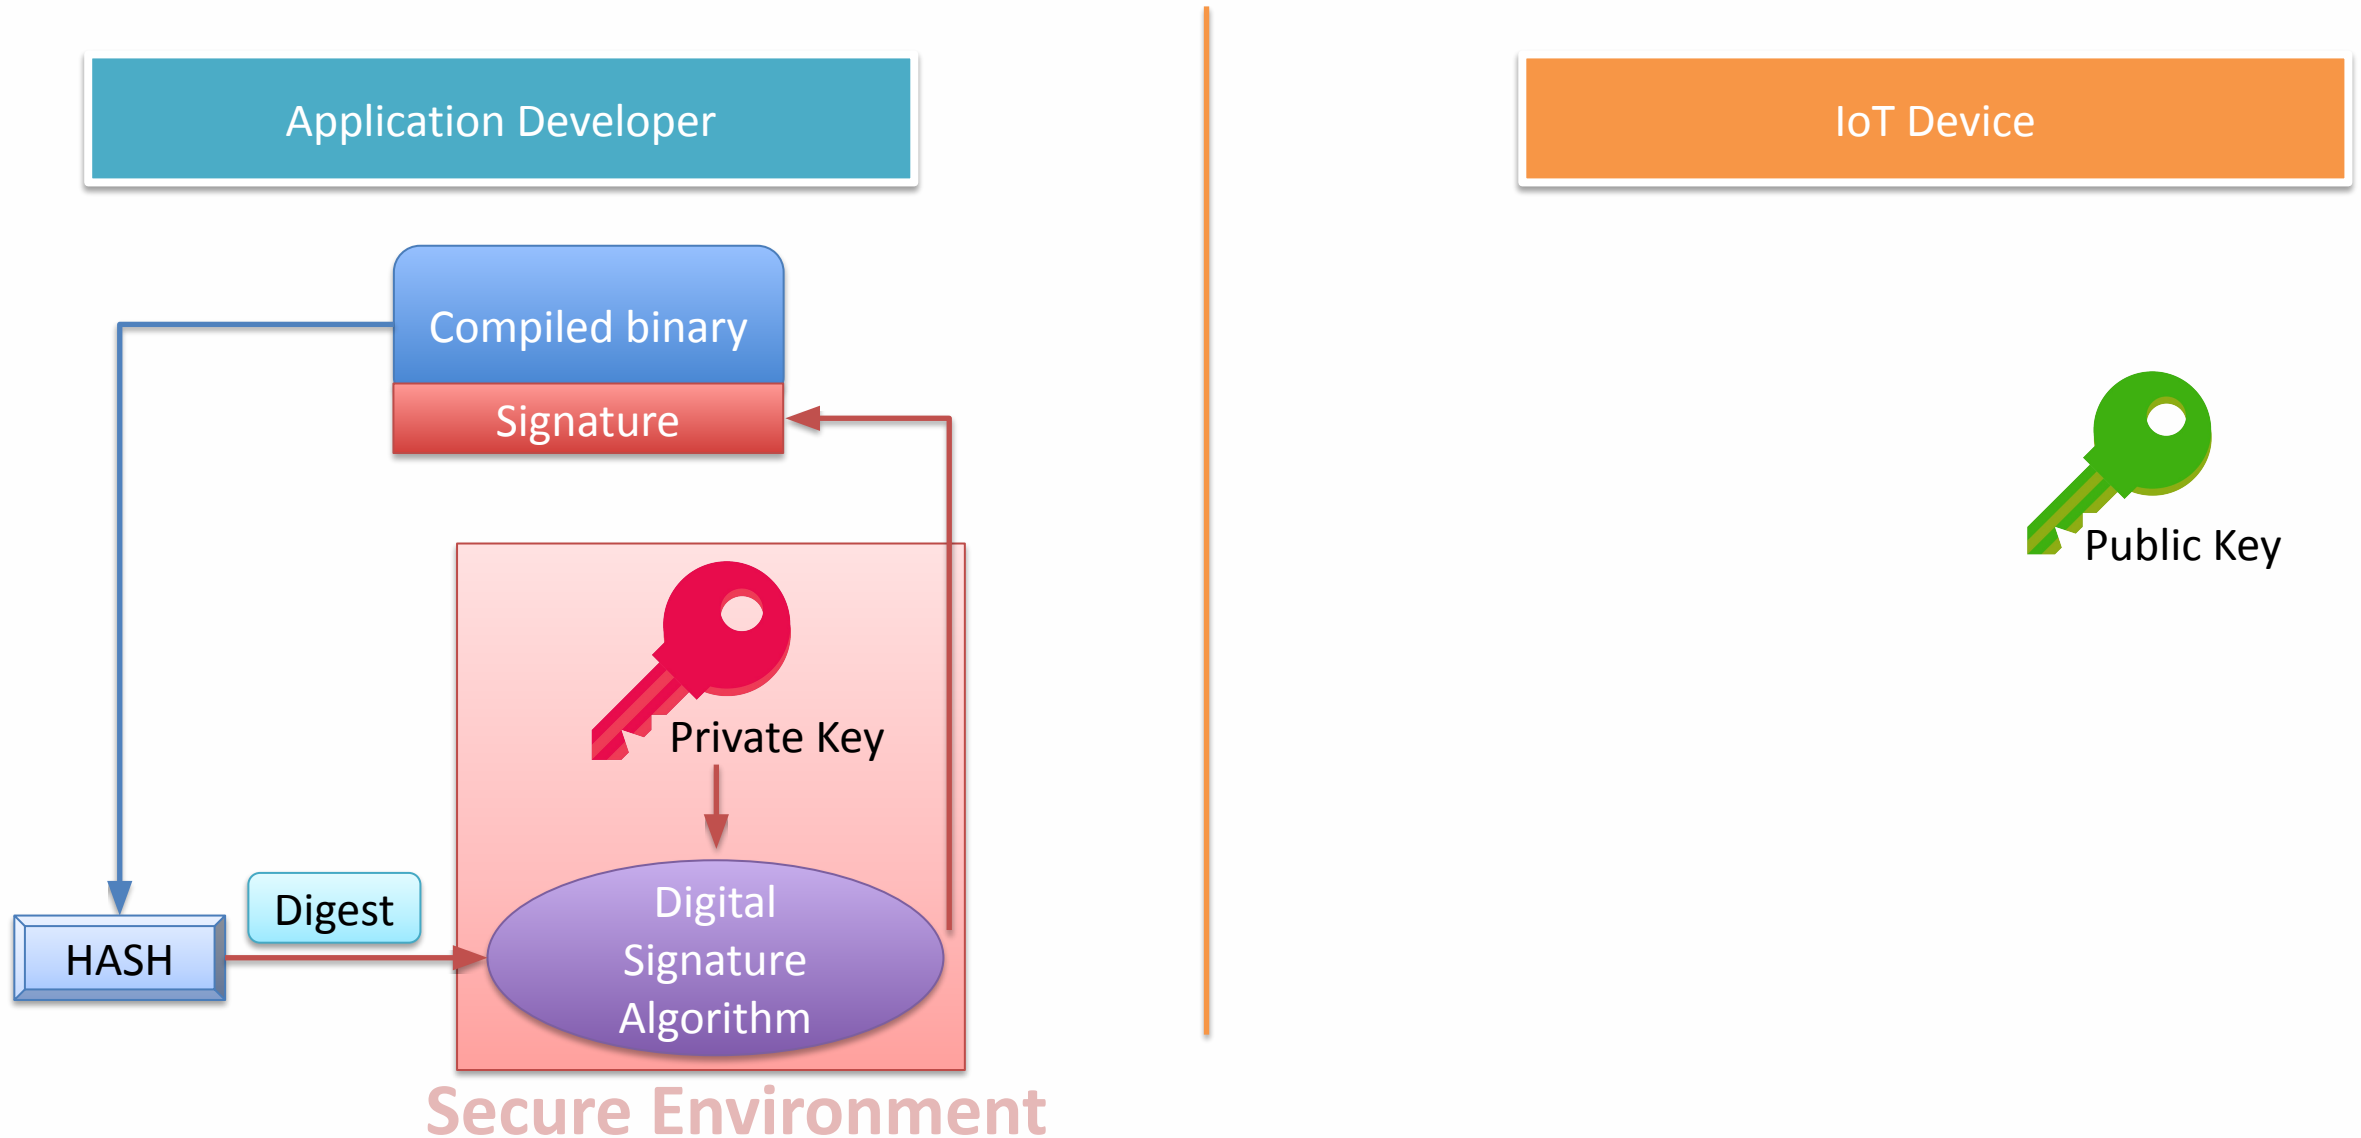 Application Developer
IoT Device
Compiled binary
Signature
Public Key
Private Key
Digest
HASH
Digital
Signature
Algorithm
Secure Environment